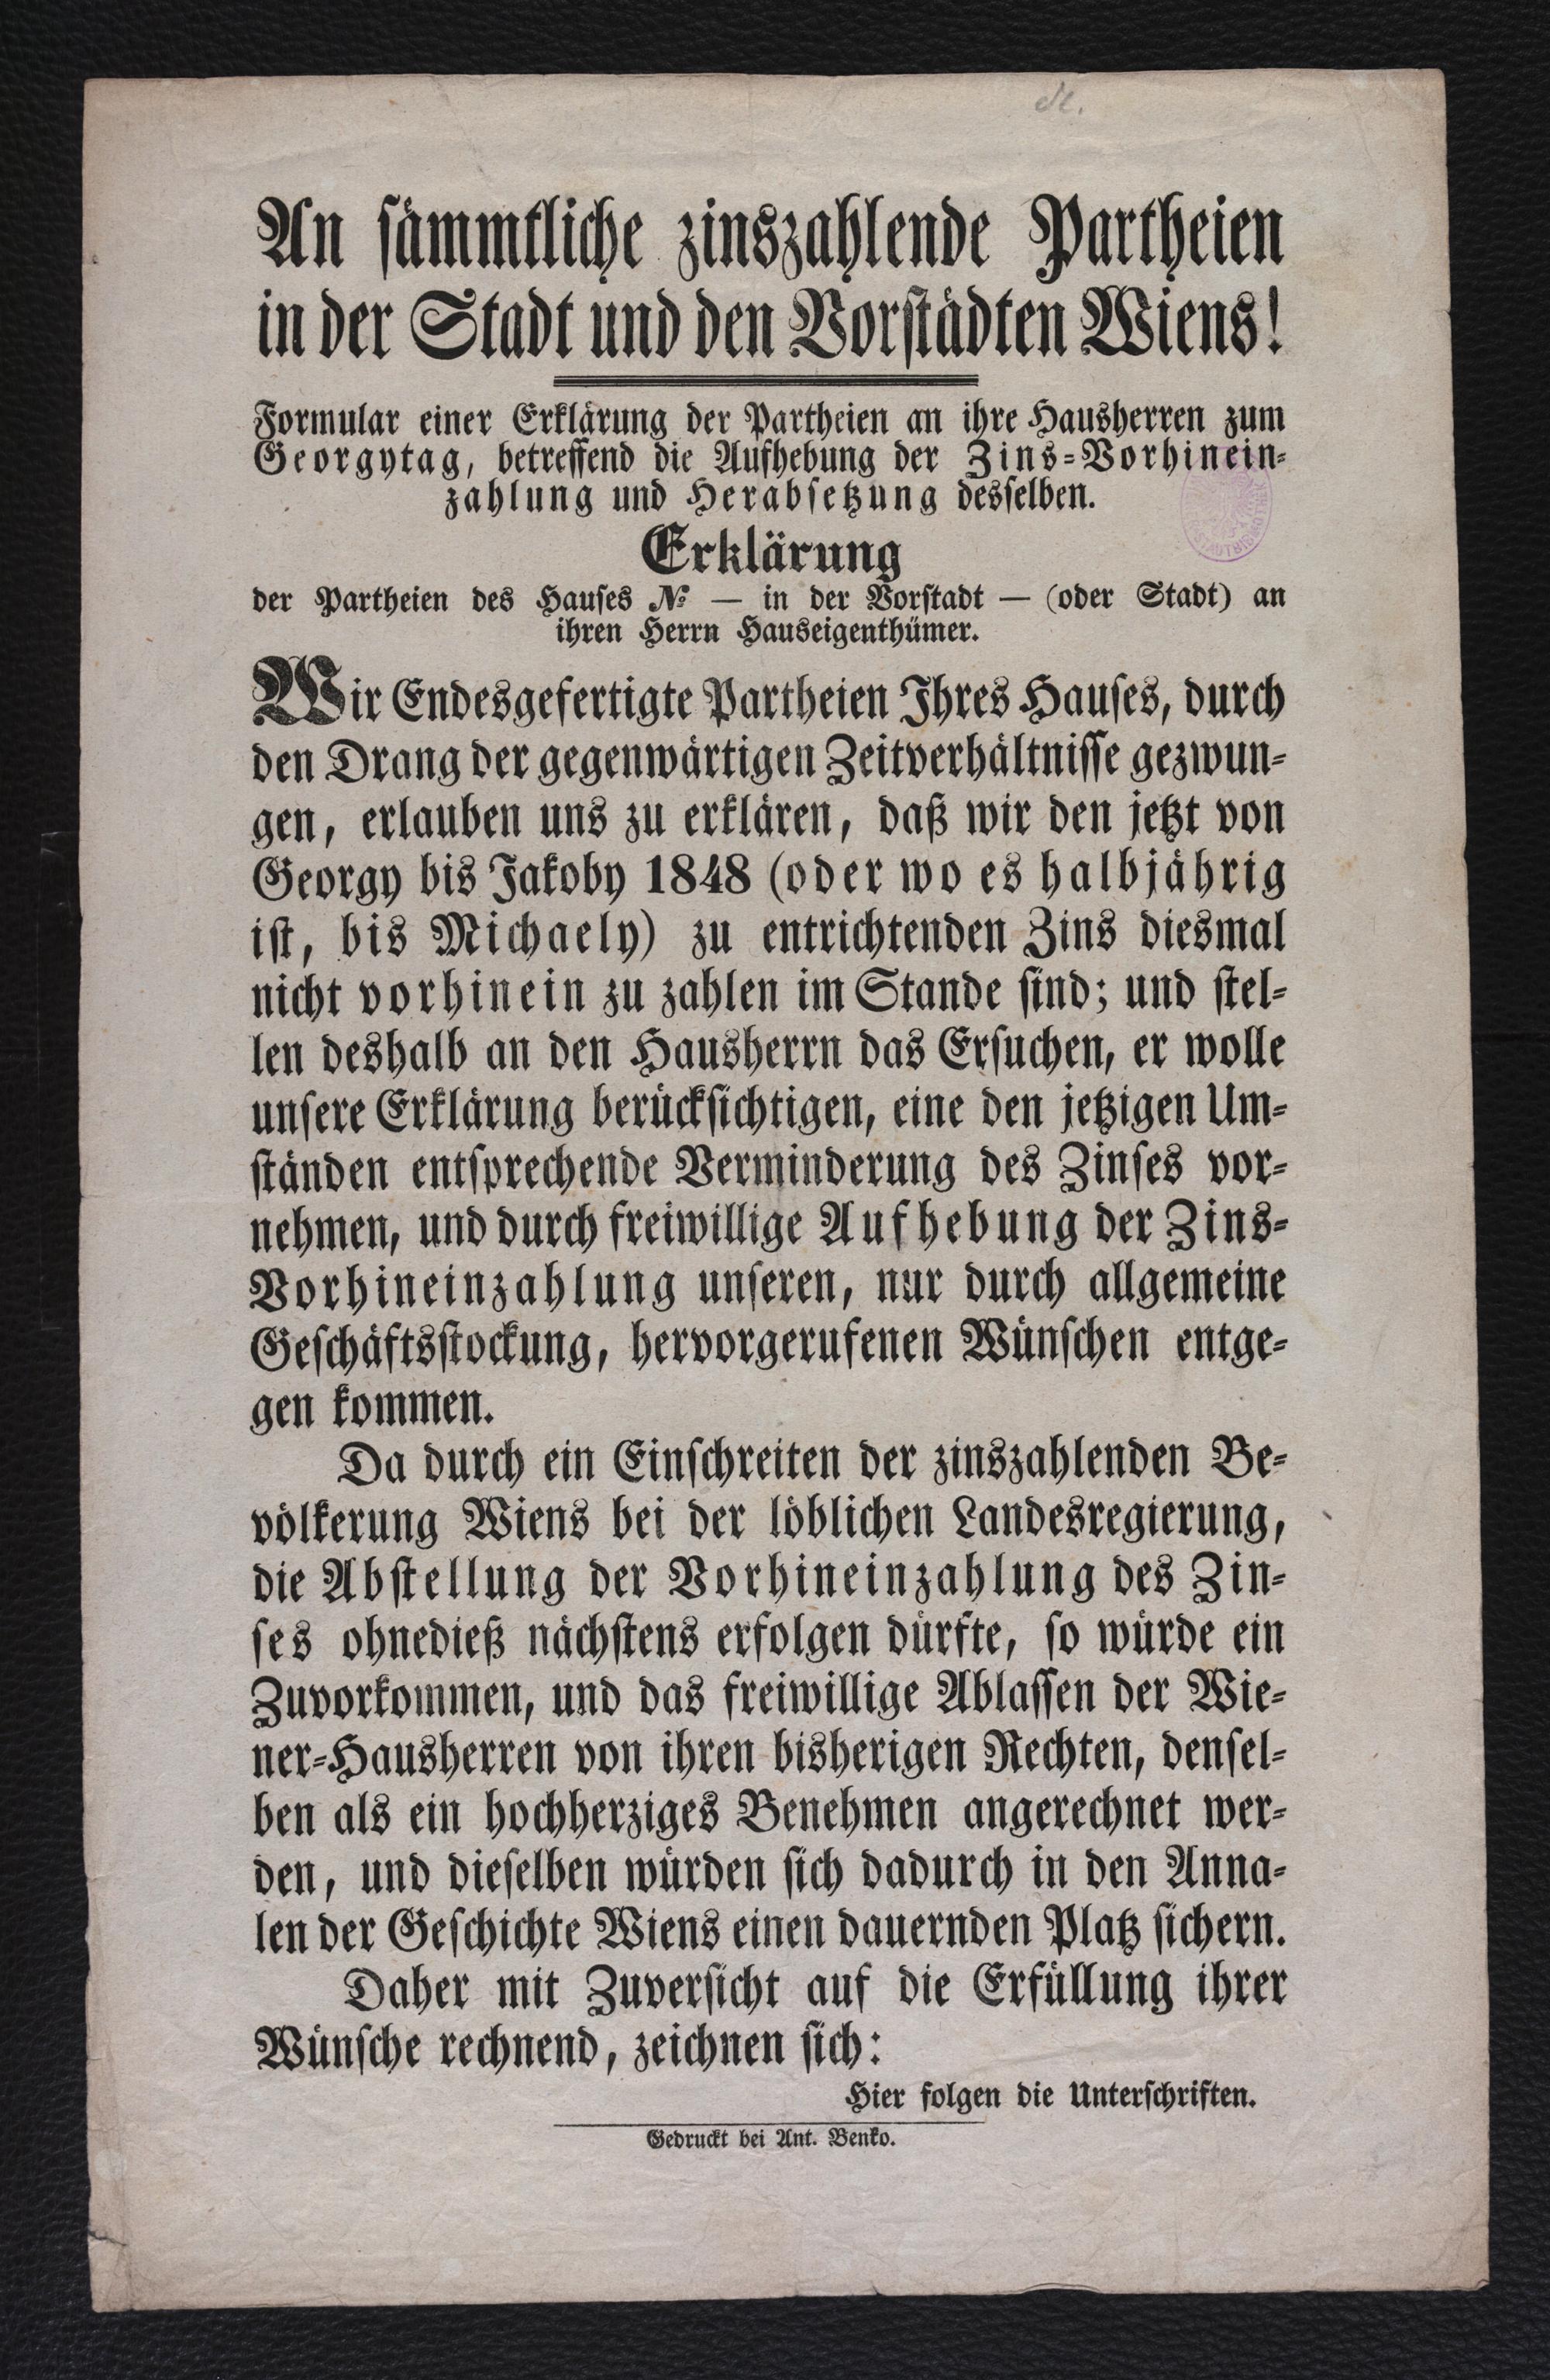 An sämmtliche zinszahlende Partheien
in der Stadt und den Vorstädten Wiens!
Formular einer Erklärung der Partheien an ihre Hausherren zum
Georgytag, betreffend die Aufhebung der Zins-Vorhinein-
zahlung und Herabsetzung desselben.
Erklärung
der Partheien des Hauses № — in der Vorstadt — (oder Stadt) an
ihren Herrn Hauseigenthümer.
Wir Endesgefertigte Partheien Ihres Hauses, durch
den Drang der gegenwärtigen Zeitverhältnisse gezwun-
gen, erlauben uns zu erklären, daß wir den jetzt von
Georgy bis Jakoby 1848 (oder wo es halbjährig
ist, bis Michaely) zu entrichtenden Zins diesmal
nicht vorhinein zu zahlen im Stande sind; und stel-
len deshalb an den Hausherrn das Ersuchen, er wolle
unsere Erklärung berücksichtigen, eine den jetzigen Um-
ständen entsprechende Verminderung des Zinses vor-
nehmen, und durch freiwillige Aufhebung der Zins-
Vorhineinzahlung unseren, nur durch allgemeine
Geschäftsstockung, hervorgerufenen Wünschen entge-
gen kommen.
Da durch ein Einschreiten der zinszahlenden Be-
völkerung Wiens bei der löblichen Landesregierung,
die Abstellung der Vorhineinzahlung des Zin-
ses ohnedieß nächstens erfolgen dürfte, so würde ein
Zuvorkommen, und das freiwillige Ablassen der Wie-
ner-Hausherren von ihren bisherigen Rechten, densel-
ben als ein hochherziges Benehmen angerechnet wer-
den, und dieselben würden sich dadurch in den Anna-
len der Geschichte Wiens einen dauernden Platz sichern.
Daher mit Zuversicht auf die Erfüllung ihrer
Wünsche rechnend, zeichnen sich:
Hier folgen die Unterschriften.
Gedruckt bei Ant. Benko.